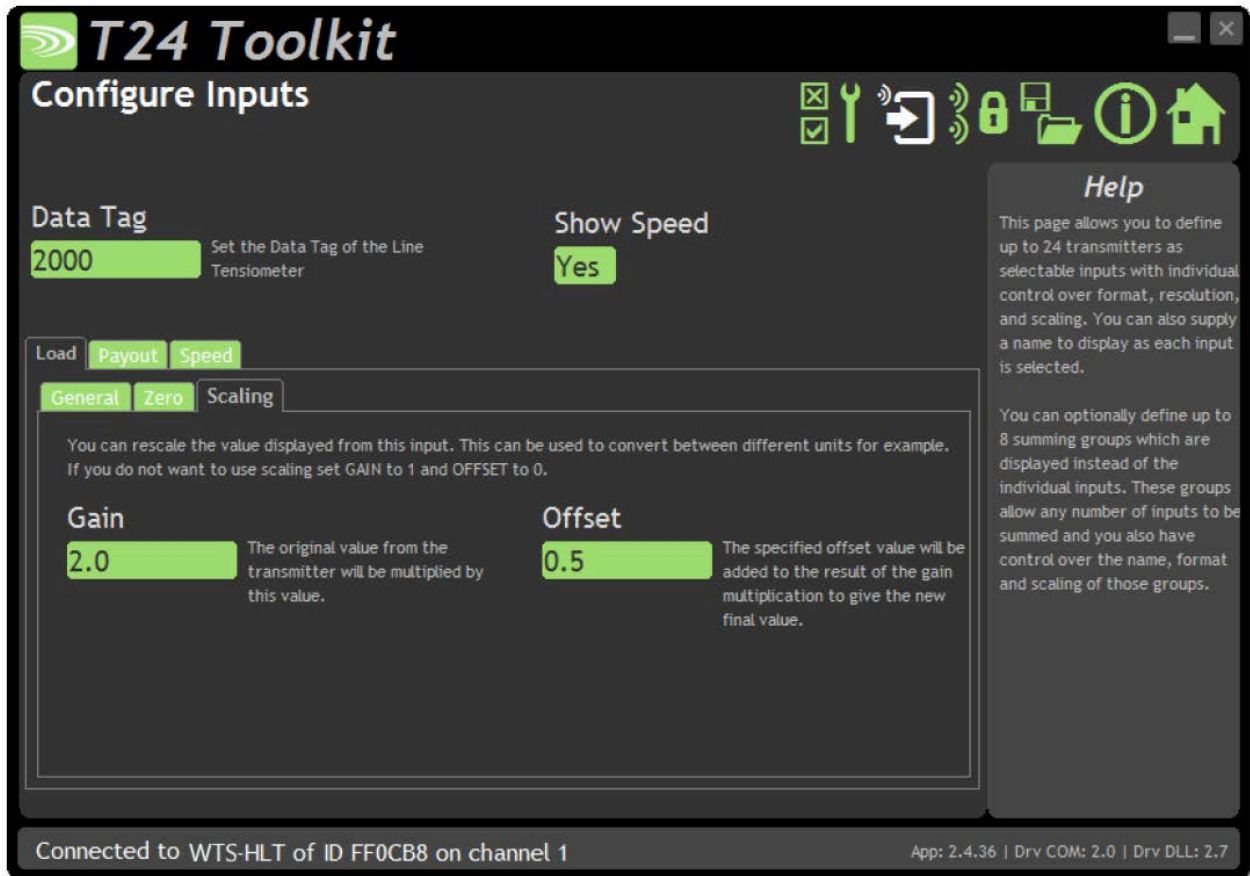 T24 Toolkit
Configure Inputs
Data Tag
2000
Set the Data Tag of the Line
Tensiometer
Show Speed
Yes
Load
Payout
Speed
General
Zero
Scaling
You can rescale the value displayed from this input. This can be used to convert between different units for example.
If you do not want to use scaling set GAIN to 1 and OFFSET to 0.
Gain
2.0
The original value from the
transmitter will be multiplied by
this value.
Offset
0.5
The specified offset value will be
added to the result of the gain
multiplication to give the new
final value.
Help
This page allows you to define
up to 24 transmitters as
selectable inputs with individual
control over format, resolution,
and scaling. You can also supply
a name to display as each input
is selected.
You can optionally define up to
8 summing groups which are
displayed instead of the
individual inputs. These groups
allow any number of inputs to be
summed and you also have
control over the name, format
and scaling of those groups.
Connected to WTS-HLT of ID FF0CB8 on channel 1
App: 2.4.36 | Drv COM: 2.0 | Drv DLL: 2.7